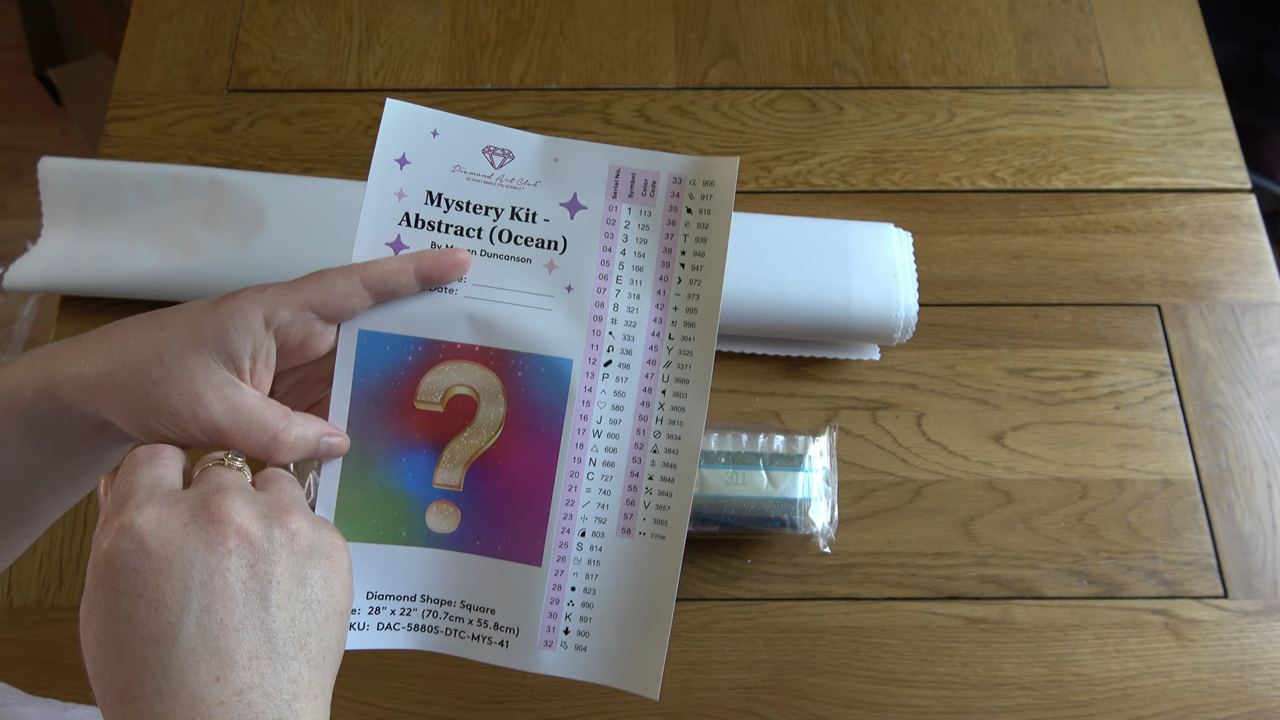 Diamond Art Club
Mystery Kit -
Abstract (Ocean)
Duncanson
Date:
Diamond Shape: Square
28" x 22" (70.7cm x 55.8cm)
DAC-5880S-DTC-MYS-41
Serial No. Symbol Color Code
01 1 113
02 2 125
03 3 129
04 4 154
05 5 166
06 E 311
07 7 318
08 8 321
09 # 322
10 333
11 336
12 498
13 P 517
14 ^ 550
15 ♡ 580
16 J 597
17 W 600
18 △ 606
19 N 666
20 C 727
21 = 740
22 / 741
23 792
24 803
25 S 814
26 815
27 817
28 ● 823
29 890
30 K 891
31 900
32 904
33 906
34 917
35 918
36 e 932
37 T 939
38 ★ 946
39 947
40 972
41 - 973
42 + 995
43 996
44 L 3041
45 Y 3325
46 // 3371
47 U 3689
48 3803
49 X 3805
50 H 3810
51 ⊘ 3834
52 3842
53 3846
54 3848
55 3849
56 V 3857
57 3865
58
311